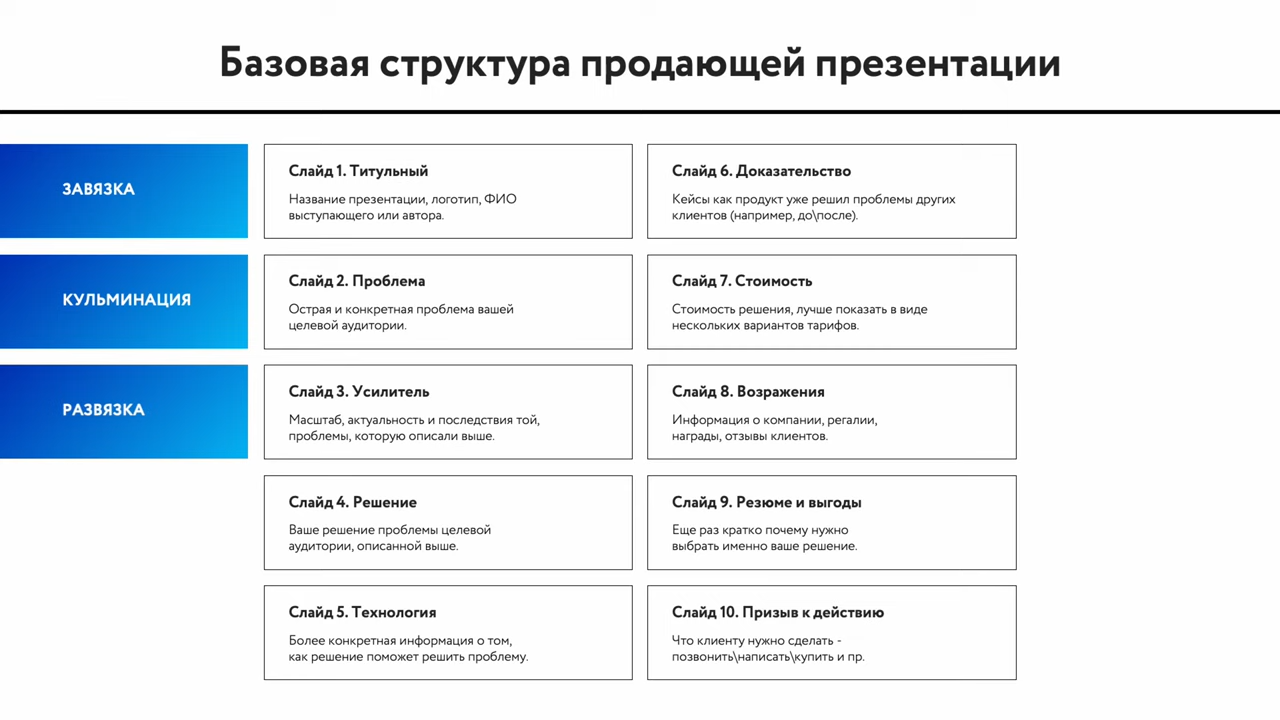 Базовая структура продающей презентации
ЗАВЯЗКА
КУЛЬМИНАЦИЯ
РАЗВЯЗКА
Слайд 1. Титульный
Название презентации, логотип, ФИО
выступающего или автора.
Слайд 2. Проблема
Острая и конкретная проблема вашей
целевой аудитории.
Слайд 3. Усилитель
Масштаб, актуальность и последствия той,
проблемы, которую описали выше.
Слайд 4. Решение
Ваше решение проблемы целевой
аудитории, описанной выше.
Слайд 5. Технология
Более конкретная информация о том,
как решение поможет решить проблему.
Слайд 6. Доказательство
Кейсы как продукт уже решил проблемы других
клиентов (например, до\после).
Слайд 7. Стоимость
Стоимость решения, лучше показать в виде
нескольких вариантов тарифов.
Слайд 8. Возражения
Информация о компании, регалии,
награды, отзывы клиентов.
Слайд 9. Резюме и выгоды
Еще раз кратко почему нужно
выбрать именно ваше решение.
Слайд 10. Призыв к действию
Что клиенту нужно сделать -
позвонить\написать\купить и пр.